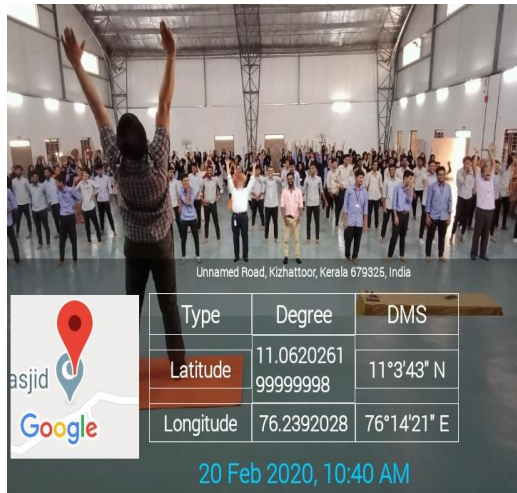 Unnamed Road, Kizhattoor, Kerala 679325, India
Type Degree DMS
Latitude 11.0620261
99999998 11°3'43" N
Longitude 76.2392028 76°14'21" E
asjid
Google
20 Feb 2020, 10:40 AM